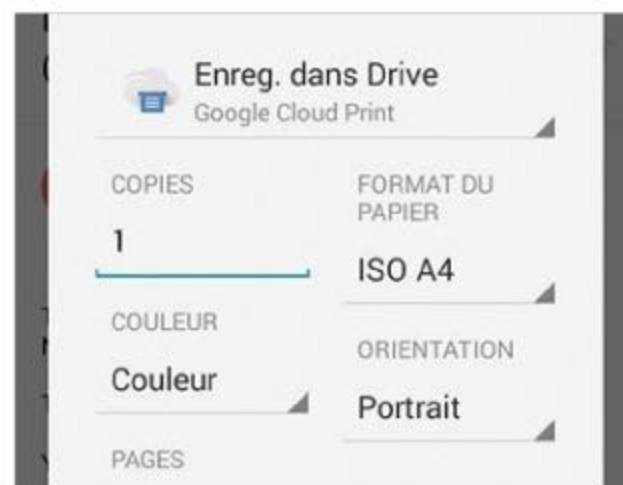 Enreg. dans Drive
Google Cloud Print
COPIES
1
FORMAT DU
PAPIER
ISO A4
COULEUR
Couleur
ORIENTATION
Portrait
PAGES